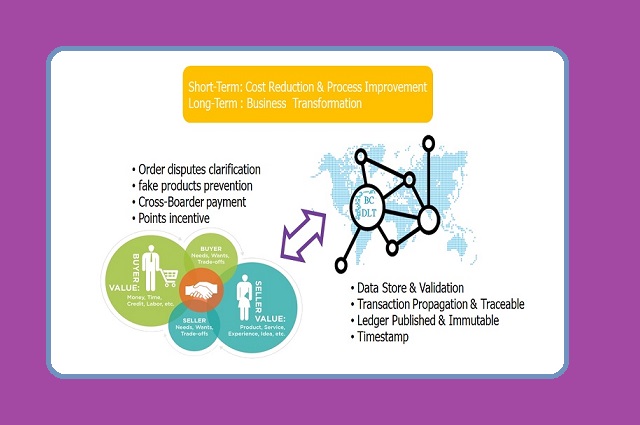 Short-Term: Cost Reduction & Process Improvement
Long-Term : Business Transformation
• Order disputes clarification
• fake products prevention
• Cross-Boarder payment
• Points incentive
BUYER
Needs, Wants,
Trade-offs
BUYER
VALUE:
Money, Time,
Credit, Labor, etc.
SELLER
VALUE:
Product, Service,
Experience, Idea, etc.
SELLER
Needs, Wants,
Trade-offs
BC
DLT
• Data Store & Validation
• Transaction Propagation & Traceable
• Ledger Published & Immutable
• Timestamp